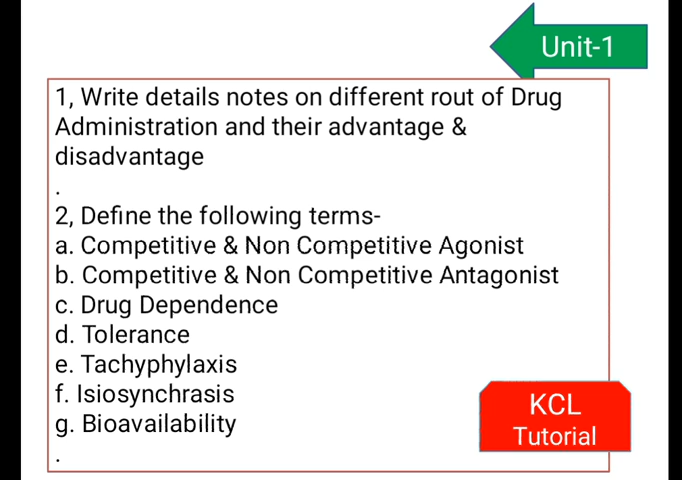 Unit-1
1, Write details notes on different rout of Drug
Administration and their advantage &
disadvantage
.
2, Define the following terms-
a. Competitive & Non Competitive Agonist
b. Competitive & Non Competitive Antagonist
c. Drug Dependence
d. Tolerance
e. Tachyphylaxis
f. Isiosynchrasis
g. Bioavailability
.
KCL
Tutorial